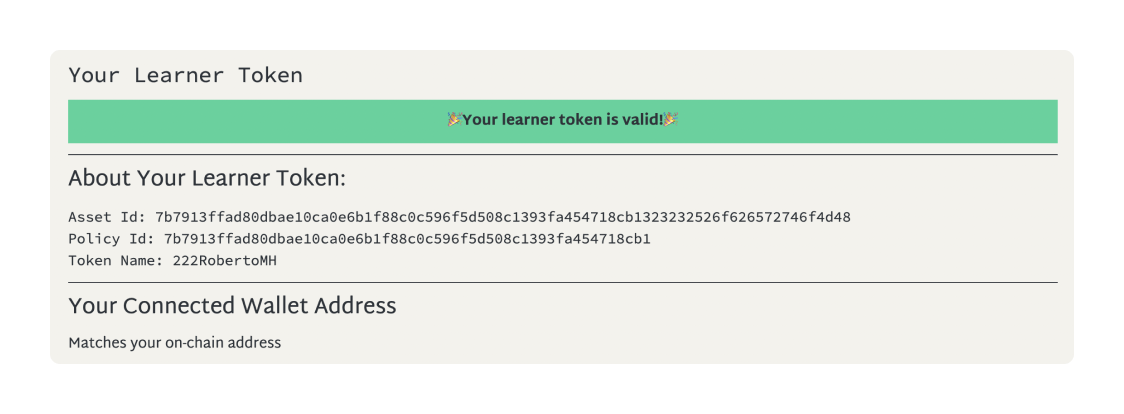 Your Learner Token
🎉Your learner token is valid!🎉
About Your Learner Token:
Asset Id: 7b7913ffad80dbae10ca0e6b1f88c0c596f5d508c1393fa454718cb1323232526f626572746f4d48
Policy Id: 7b7913ffad80dbae10ca0e6b1f88c0c596f5d508c1393fa454718cb1
Token Name: 222RobertoMH
Your Connected Wallet Address
Matches your on-chain address